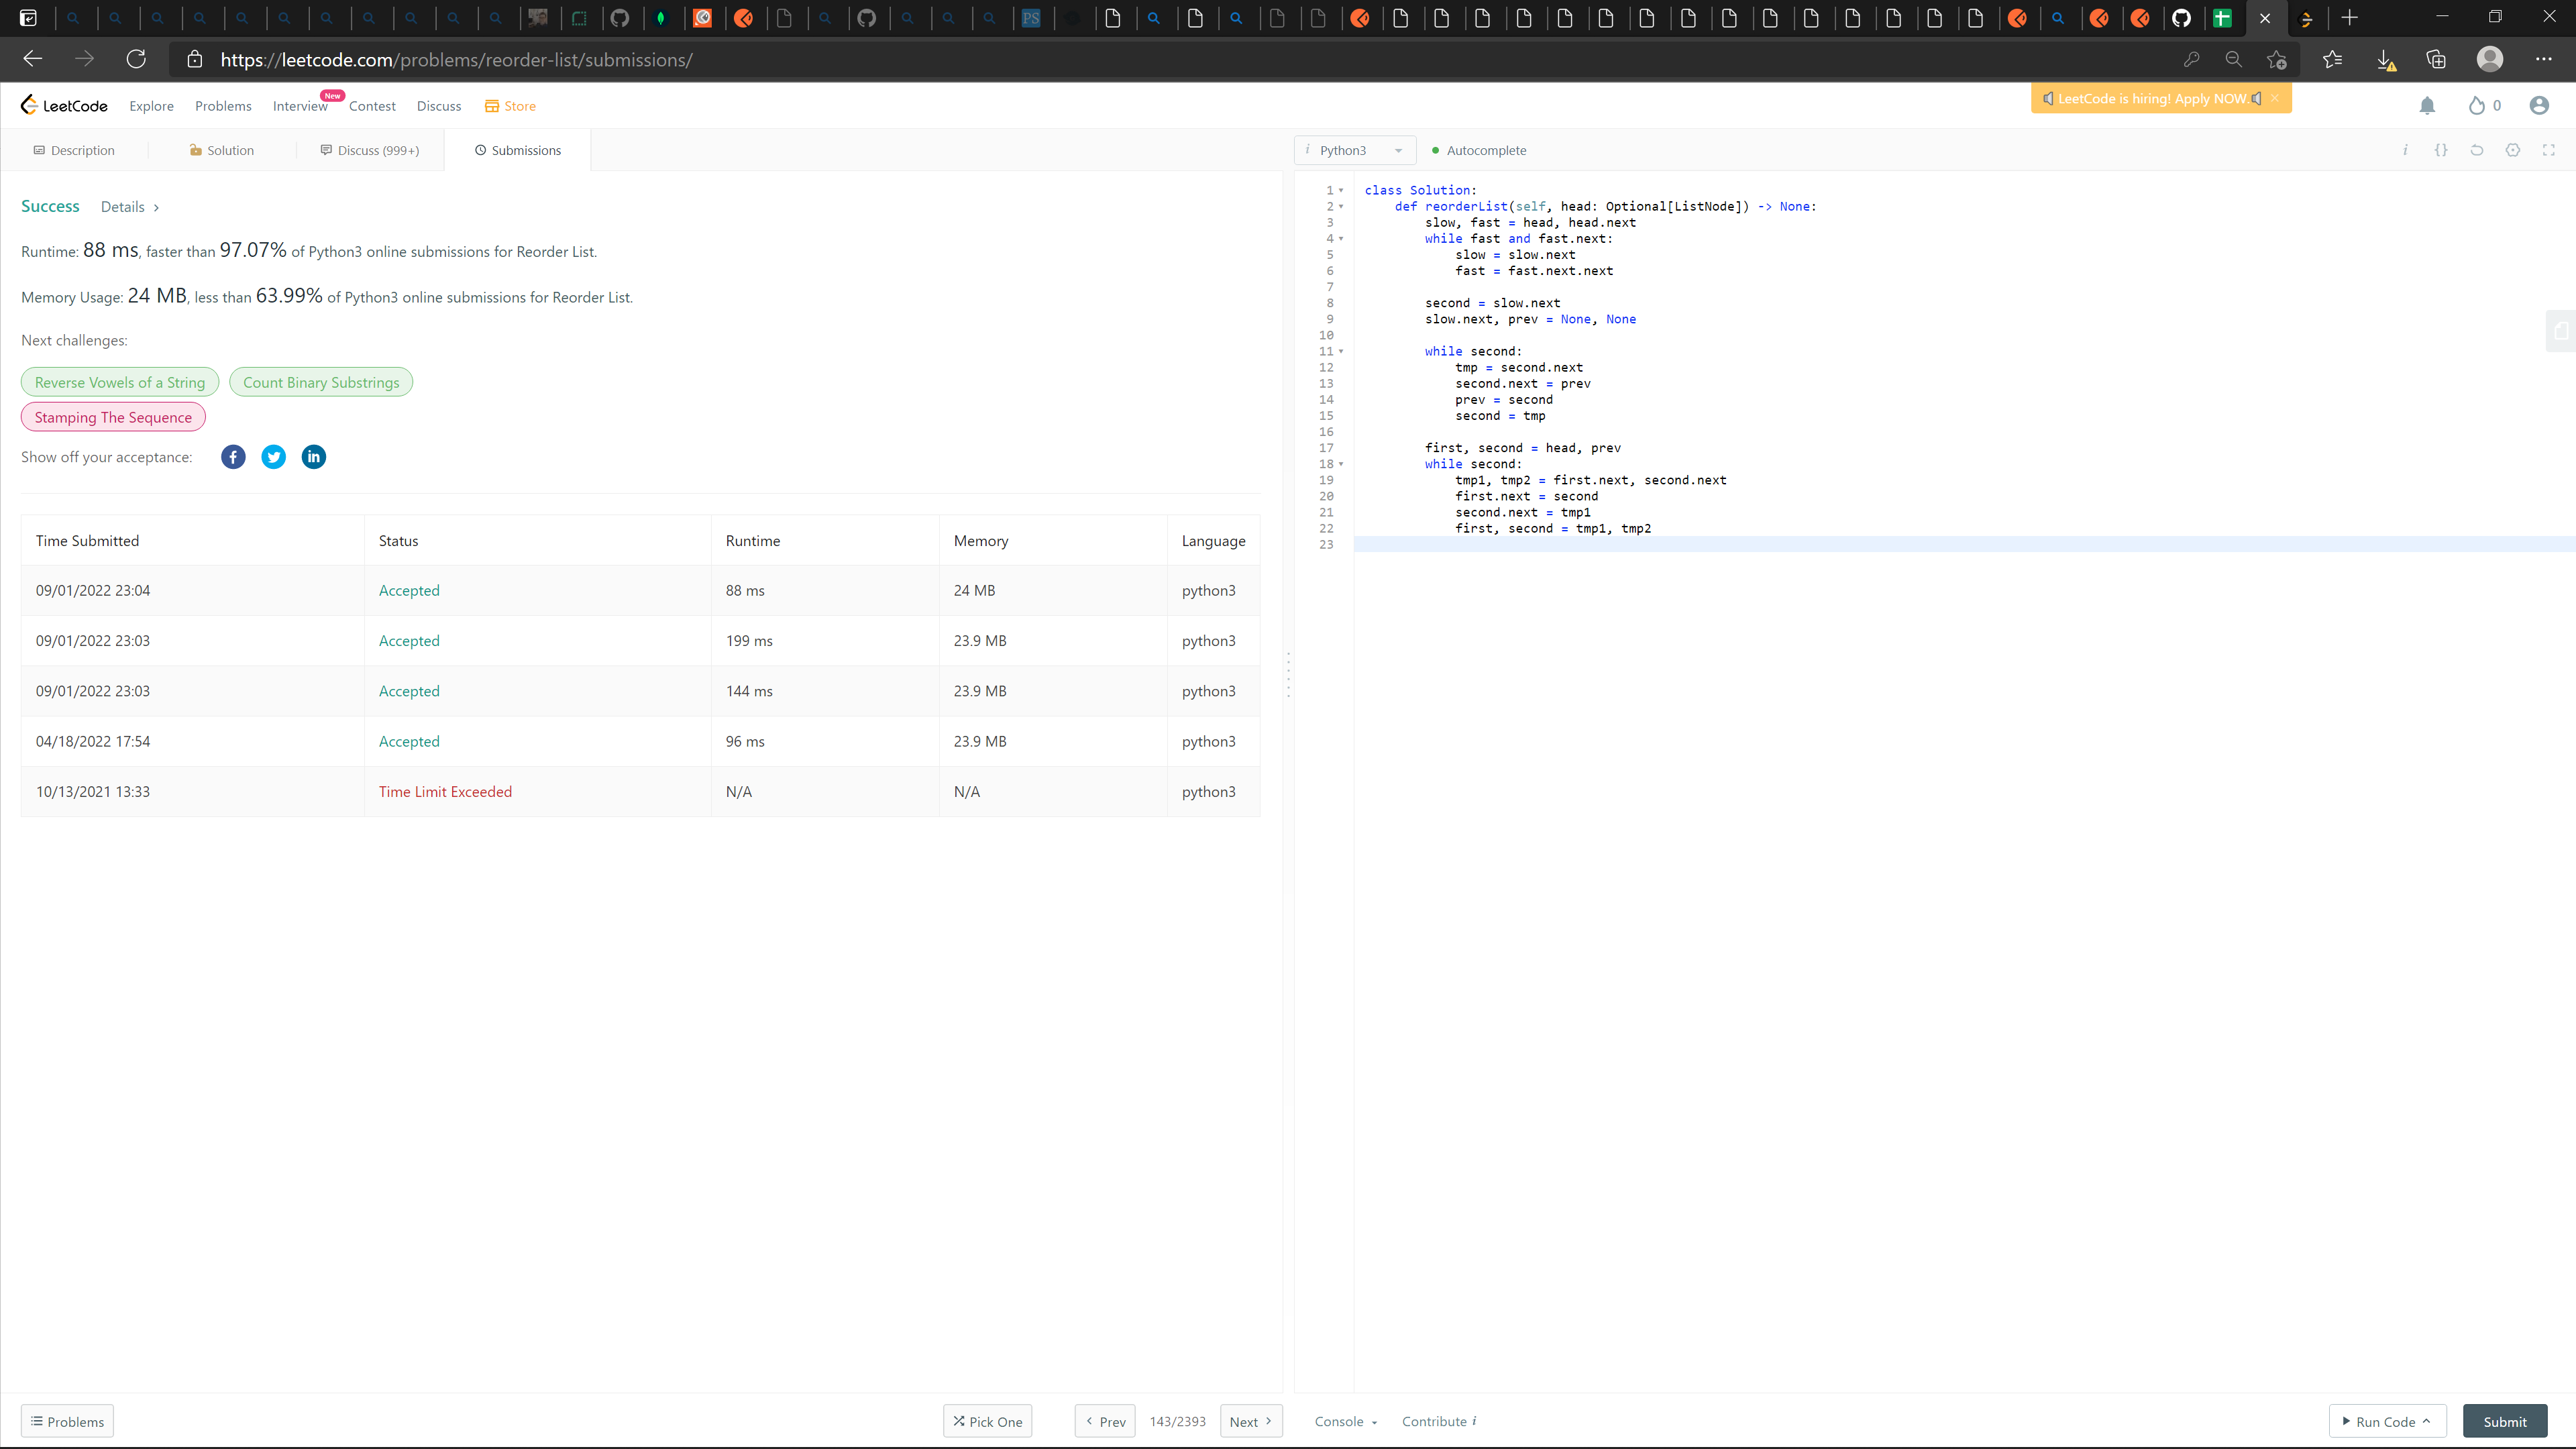 PS
https://leetcode.com/problems/reorder-list/submissions/
LeetCode Explore Problems Interview New Contest Discuss Store
LeetCode is hiring! Apply NOW. 0
Description Solution Discuss (999+) Submissions
i Python3 Autocomplete i {}
Success Details >
Runtime: 88 ms, faster than 97.07% of Python3 online submissions for Reorder List.
Memory Usage: 24 MB, less than 63.99% of Python3 online submissions for Reorder List.
Next challenges:
Reverse Vowels of a String Count Binary Substrings
Stamping The Sequence
Show off your acceptance: f in
Time Submitted Status Runtime Memory Language
09/01/2022 23:04 Accepted 88 ms 24 MB python3
09/01/2022 23:03 Accepted 199 ms 23.9 MB python3
09/01/2022 23:03 Accepted 144 ms 23.9 MB python3
04/18/2022 17:54 Accepted 96 ms 23.9 MB python3
10/13/2021 13:33 Time Limit Exceeded N/A N/A python3
1 class Solution:
2     def reorderList(self, head: Optional[ListNode]) -> None:
3         slow, fast = head, head.next
4         while fast and fast.next:
5             slow = slow.next
6             fast = fast.next.next
7
8         second = slow.next
9         slow.next, prev = None, None
10
11         while second:
12             tmp = second.next
13             second.next = prev
14             prev = second
15             second = tmp
16
17         first, second = head, prev
18         while second:
19             tmp1, tmp2 = first.next, second.next
20             first.next = second
21             second.next = tmp1
22             first, second = tmp1, tmp2
23
Problems Pick One < Prev 143/2393 Next > Console Contribute i Run Code Submit